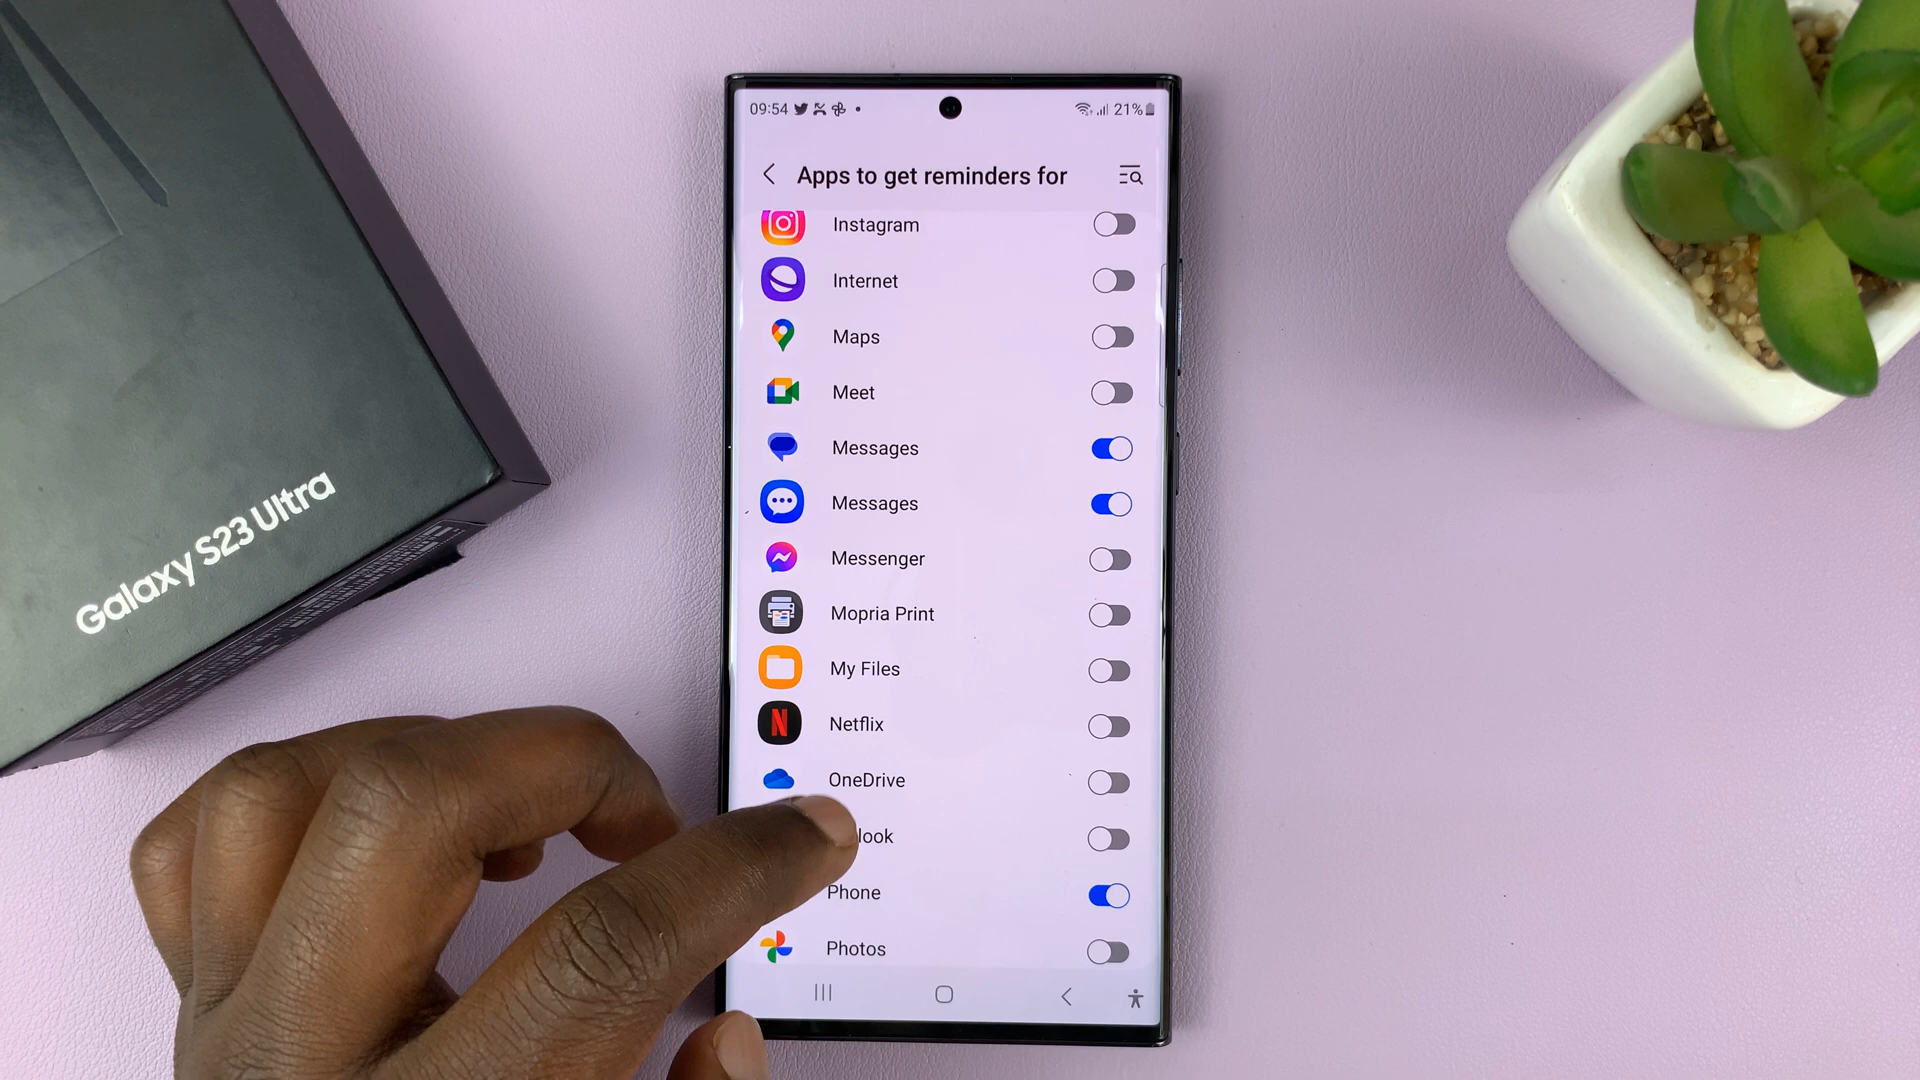 09:54
21%
Apps to get reminders for
Instagram
Internet
Maps
Meet
Messages
Messages
Messenger
Mopria Print
My Files
Netflix
OneDrive
look
Phone
Photos
Galaxy S23 Ultra